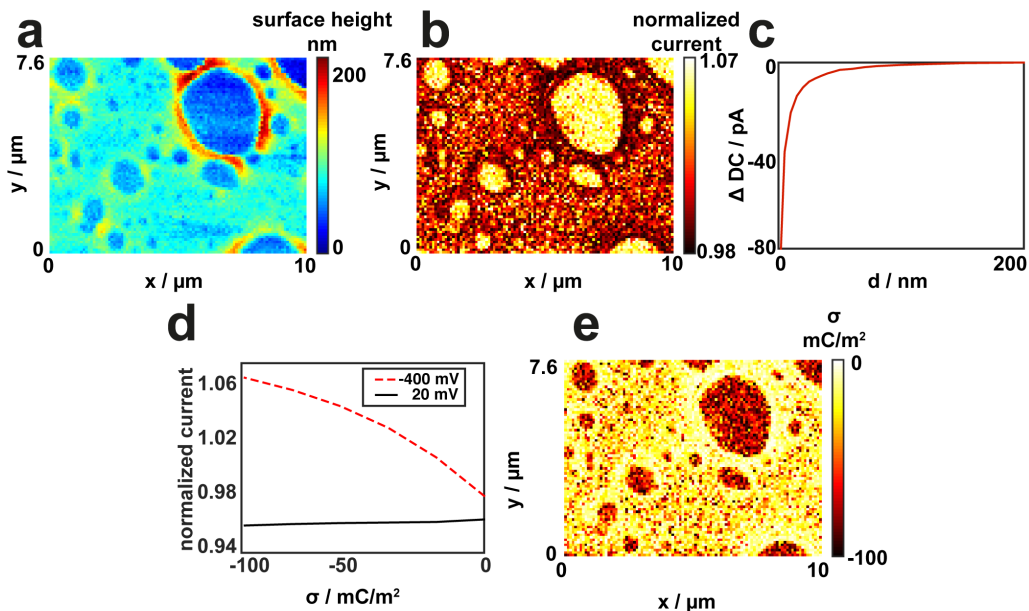 a
surface height
nm
7.6
200
y / µm
0
0
0
10
x / µm
b
normalized
current
7.6
1.07
y / µm
0
0.98
0
10
x / µm
c
0
-40
-80
Δ DC / pA
0
200
d / nm
d
1.06
1.02
0.98
0.94
normalized current
-400 mV
20 mV
-100
-50
0
σ / mC/m²
e
σ
mC/m²
7.6
0
y / µm
0
-100
0
10
x / µm